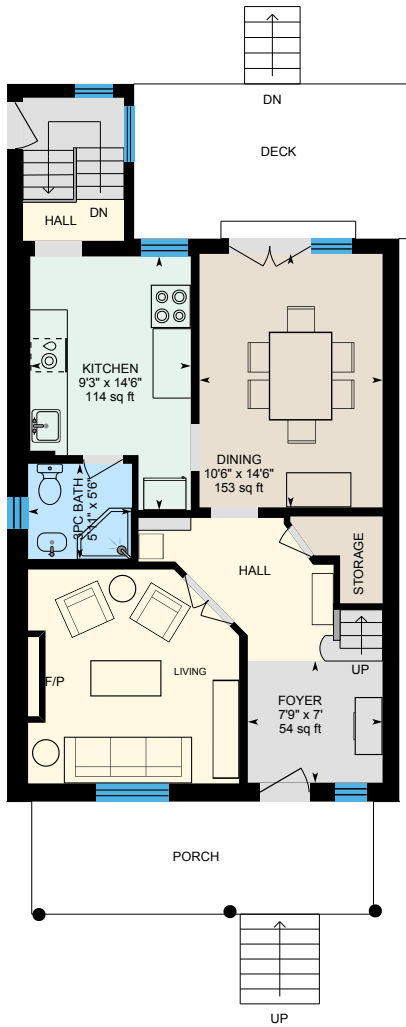 DN
DECK
HALL
DN
KITCHEN
9'3" x 14'6"
114 sq ft
DINING
10'6" x 14'6"
153 sq ft
3PC BATH
5'11" x 5'6"
HALL
STORAGE
LIVING
F/P
UP
FOYER
7'9" x 7'
54 sq ft
PORCH
UP